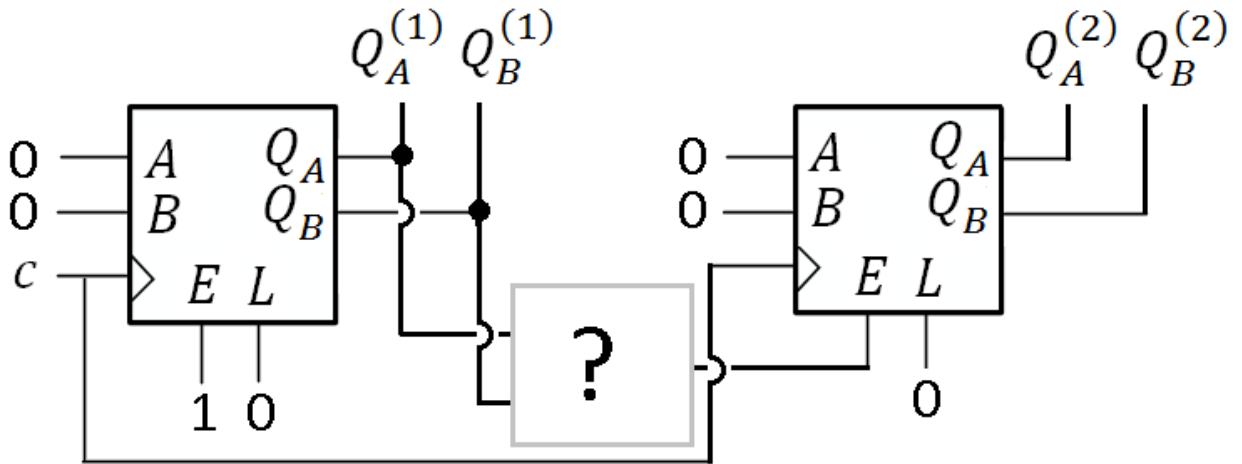 Q_A^(1) Q_B^(1) Q_A^(2) Q_B^(2)
0 A Q_A 0 A Q_A
0 B Q_B 0 B Q_B
c E L E L
?
1 0 0